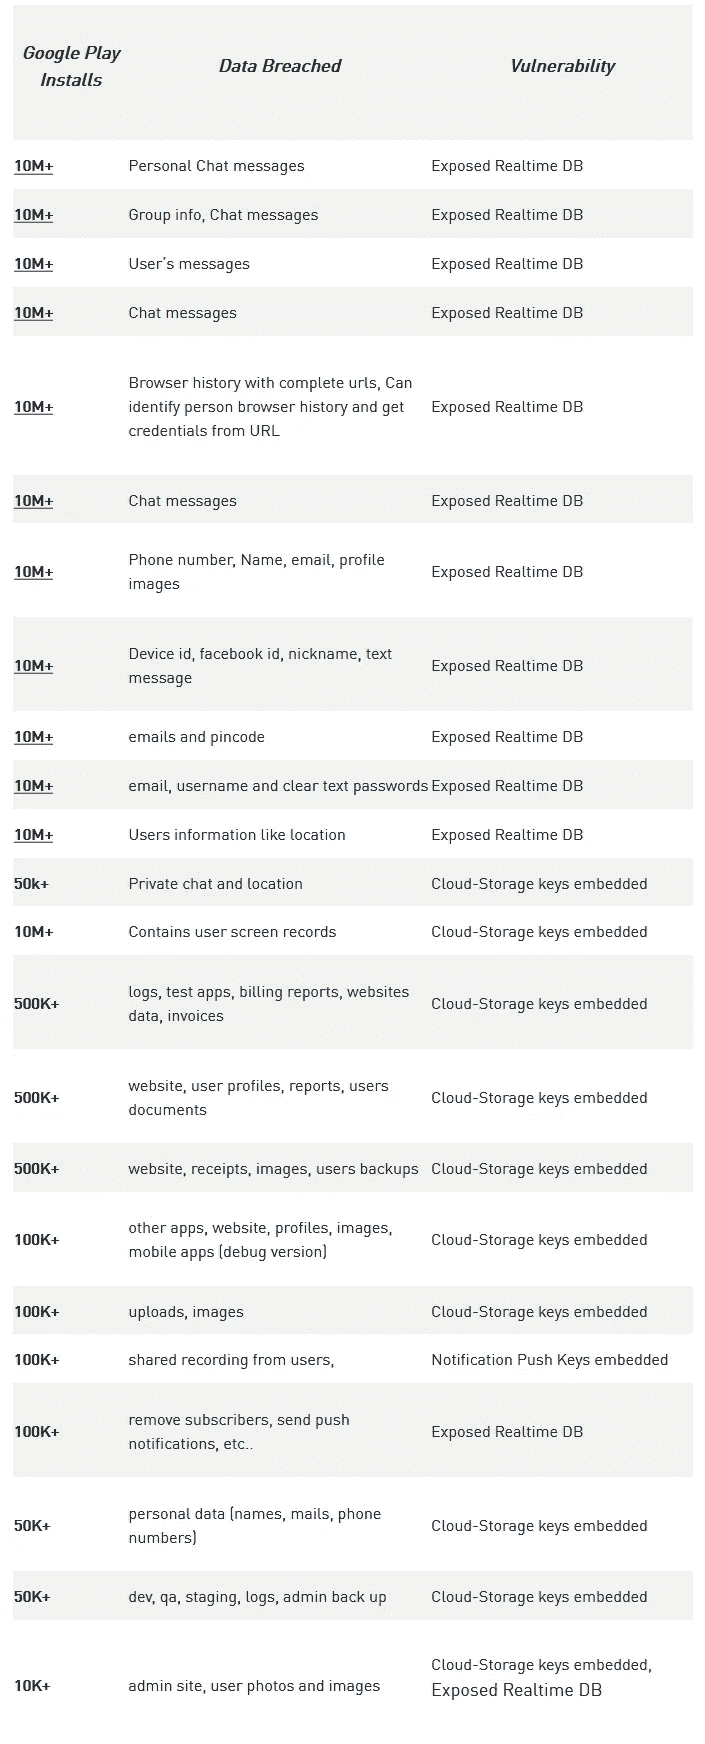 Google Play
Installs
Data Breached
Vulnerability
10M+ Personal Chat messages Exposed Realtime DB
10M+ Group info, Chat messages Exposed Realtime DB
10M+ User's messages Exposed Realtime DB
10M+ Chat messages Exposed Realtime DB
Browser history with complete urls, Can
10M+ identify person browser history and get Exposed Realtime DB
credentials from URL
10M+ Chat messages Exposed Realtime DB
Phone number, Name, email, profile
images
10M+ Exposed Realtime DB
Device id, facebook id, nickname, text
message
10M+ Exposed Realtime DB
10M+ emails and pincode Exposed Realtime DB
10M+ email, username and clear text passwords Exposed Realtime DB
10M+ Users information like location Exposed Realtime DB
50k+ Private chat and location Cloud-Storage keys embedded
10M+ Contains user screen records Cloud-Storage keys embedded
logs, test apps, billing reports, websites
data, invoices
500K+ Cloud-Storage keys embedded
website, user profiles, reports, users
documents
500K+ Cloud-Storage keys embedded
500K+ website, receipts, images, users backups Cloud-Storage keys embedded
other apps, website, profiles, images,
mobile apps (debug version)
100K+ Cloud-Storage keys embedded
100K+ uploads, images Cloud-Storage keys embedded
100K+ shared recording from users, Notification Push Keys embedded
remove subscribers, send push
notifications, etc..
100K+ Exposed Realtime DB
personal data (names, mails, phone
numbers)
50K+ Cloud-Storage keys embedded
50K+ dev, qa, staging, logs, admin back up Cloud-Storage keys embedded
10K+ admin site, user photos and images
Cloud-Storage keys embedded,
Exposed Realtime DB